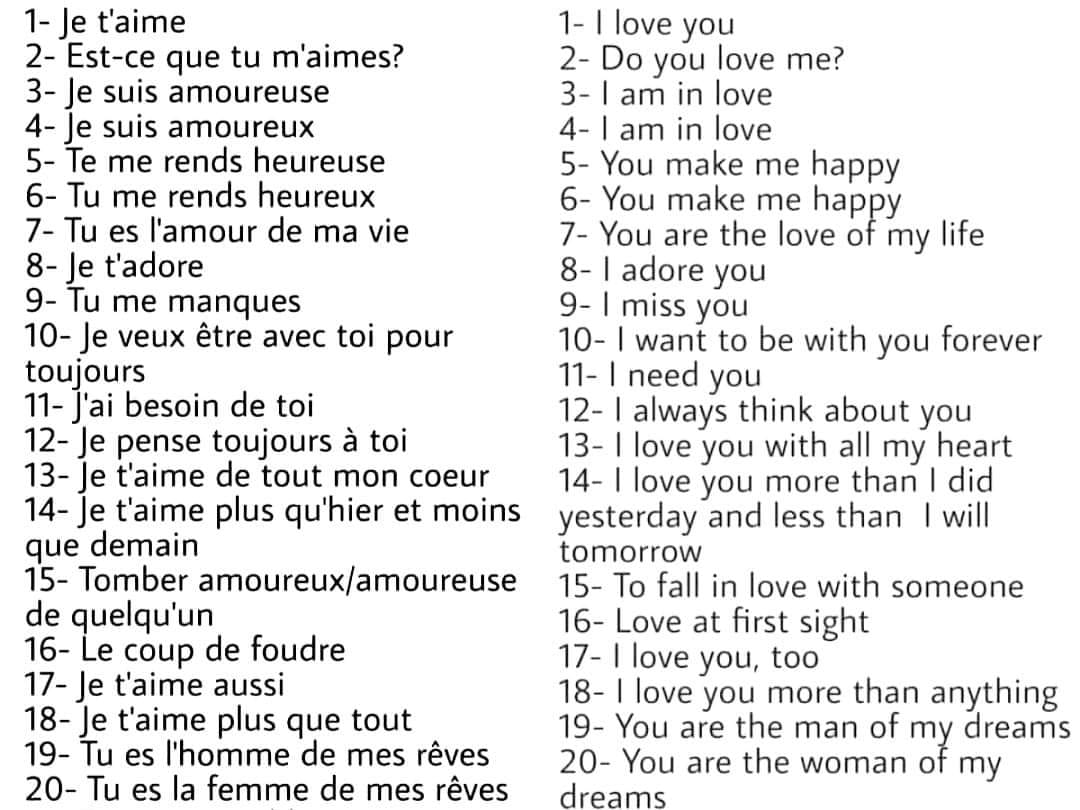 1- Je t'aime
2- Est-ce que tu m'aimes?
3- Je suis amoureuse
4- Je suis amoureux
5- Te me rends heureuse
6- Tu me rends heureux
7- Tu es l'amour de ma vie
8- Je t'adore
9- Tu me manques
10- Je veux être avec toi pour
toujours
11- J'ai besoin de toi
12- Je pense toujours à toi
13- Je t'aime de tout mon coeur
14- Je t'aime plus qu'hier et moins
que demain
15- Tomber amoureux/amoureuse
de quelqu'un
16- Le coup de foudre
17- Je t'aime aussi
18- Je t'aime plus que tout
19- Tu es l'homme de mes rêves
20- Tu es la femme de mes rêves
1- I love you
2- Do you love me?
3- I am in love
4- I am in love
5- You make me happy
6- You make me happy
7- You are the love of my life
8- I adore you
9- I miss you
10- I want to be with you forever
11- I need you
12- I always think about you
13- I love you with all my heart
14- I love you more than I did
yesterday and less than I will
tomorrow
15- To fall in love with someone
16- Love at first sight
17- I love you, too
18- I love you more than anything
19- You are the man of my dreams
20- You are the woman of my
dreams